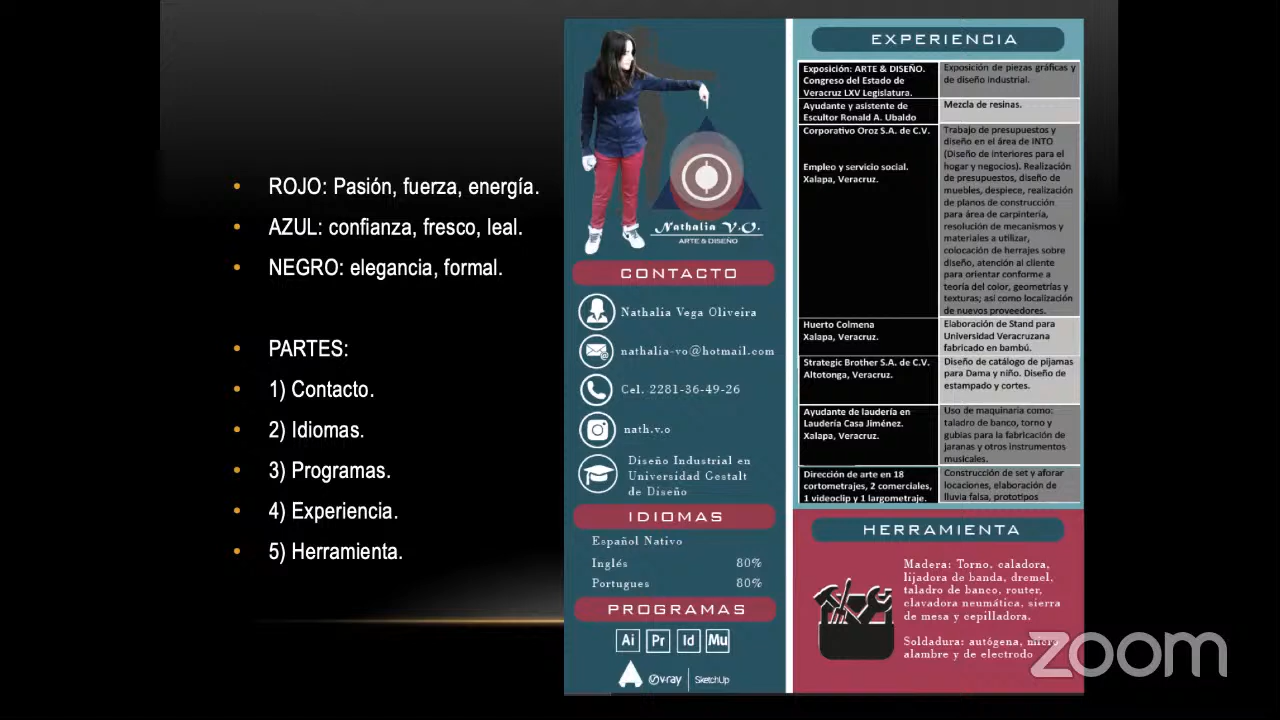 ROJO: Pasión, fuerza, energía.
AZUL: confianza, fresco, leal.
NEGRO: elegancia, formal.
PARTES:
1) Contacto.
2) Idiomas.
3) Programas.
4) Experiencia.
5) Herramienta.
Nathalia V.O.
ARTE & DISEÑO
CONTACTO
Nathalia Vega Oliveira
nathalia-vo@hotmail.com
Cel. 2281-36-49-26
nath.v.o
Diseño Industrial en
Universidad Gestalt
de Diseño
IDIOMAS
Español Nativo
Inglés 80%
Portugues 80%
PROGRAMAS
Ai Pr Id Mu
v-ray SketchUp
EXPERIENCIA
Exposición: ARTE & DISEÑO.
Congreso del Estado de
Veracruz LXV Legislatura.
Exposición de piezas gráficas y
de diseño industrial.
Ayudante y asistente de
Escultor Ronald A. Ubaldo
Mezcla de resinas.
Corporativo Oroz S.A. de C.V.
Empleo y servicio social.
Xalapa, Veracruz.
Trabajo de presupuestos y
diseño en el área de INTO
(Diseño de interiores para el
hogar y negocios). Realización
de presupuestos, diseño de
muebles, despiece, realización
de planos de construcción
para área de carpintería,
resolución de mecanismos y
materiales a utilizar,
colocación de herrajes sobre
diseño, atención al cliente
para orientar conforme a
teoría del color, geometrías y
texturas; así como localización
de nuevos proveedores.
Huerto Colmena
Xalapa, Veracruz.
Elaboración de Stand para
Universidad Veracruzana
fabricado en bambú.
Strategic Brother S.A. de C.V.
Altotonga, Veracruz.
Diseño de catálogo de pijamas
para Dama y niño. Diseño de
estampado y cortes.
Ayudante de laudería en
Laudería Casa Jiménez.
Xalapa, Veracruz.
Uso de maquinaria como:
taladro de banco, torno y
gubias para la fabricación de
jaranas y otros instrumentos
musicales.
Dirección de arte en 18
cortometrajes, 2 comerciales,
1 videoclip y 1 largometraje.
Construcción de set y aforar
locaciones, elaboración de
lluvia falsa, prototipos
HERRAMIENTA
Madera: Torno, caladora,
lijadora de banda, dremel,
taladro de banco, router,
clavadora neumática, sierra
de mesa y cepilladora.
Soldadura: autógena, micro
alambre y de electrodo
zoom